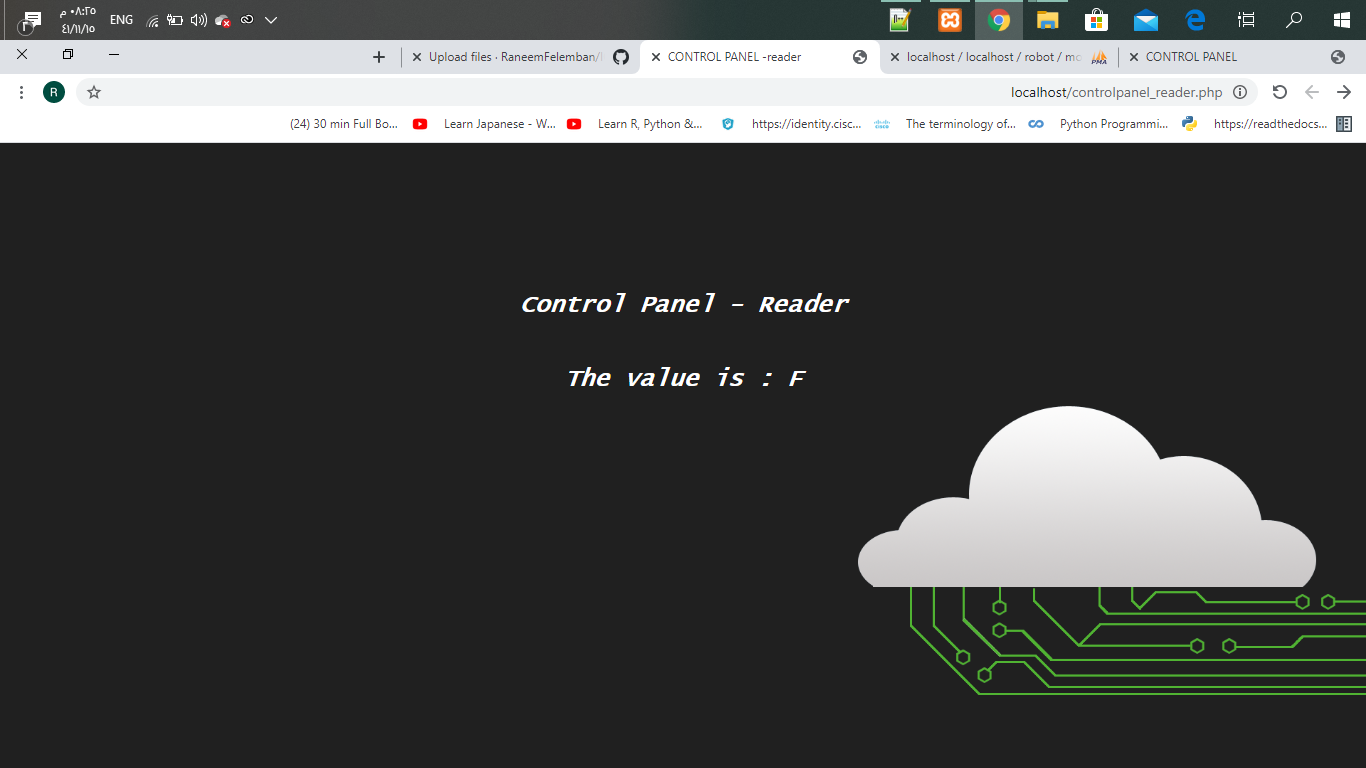 ٠٨:٢٥ م
٤١/١١/١٥
ENG
٢
Upload files · RaneemFelemban/
CONTROL PANEL -reader
localhost / localhost / robot / mo
PMA
CONTROL PANEL
R
localhost/controlpanel_reader.php
(24) 30 min Full Bo...
Learn Japanese - W...
Learn R, Python &...
https://identity.cisc...
The terminology of...
Python Programmi...
https://readthedocs...
Control Panel - Reader
The value is : F